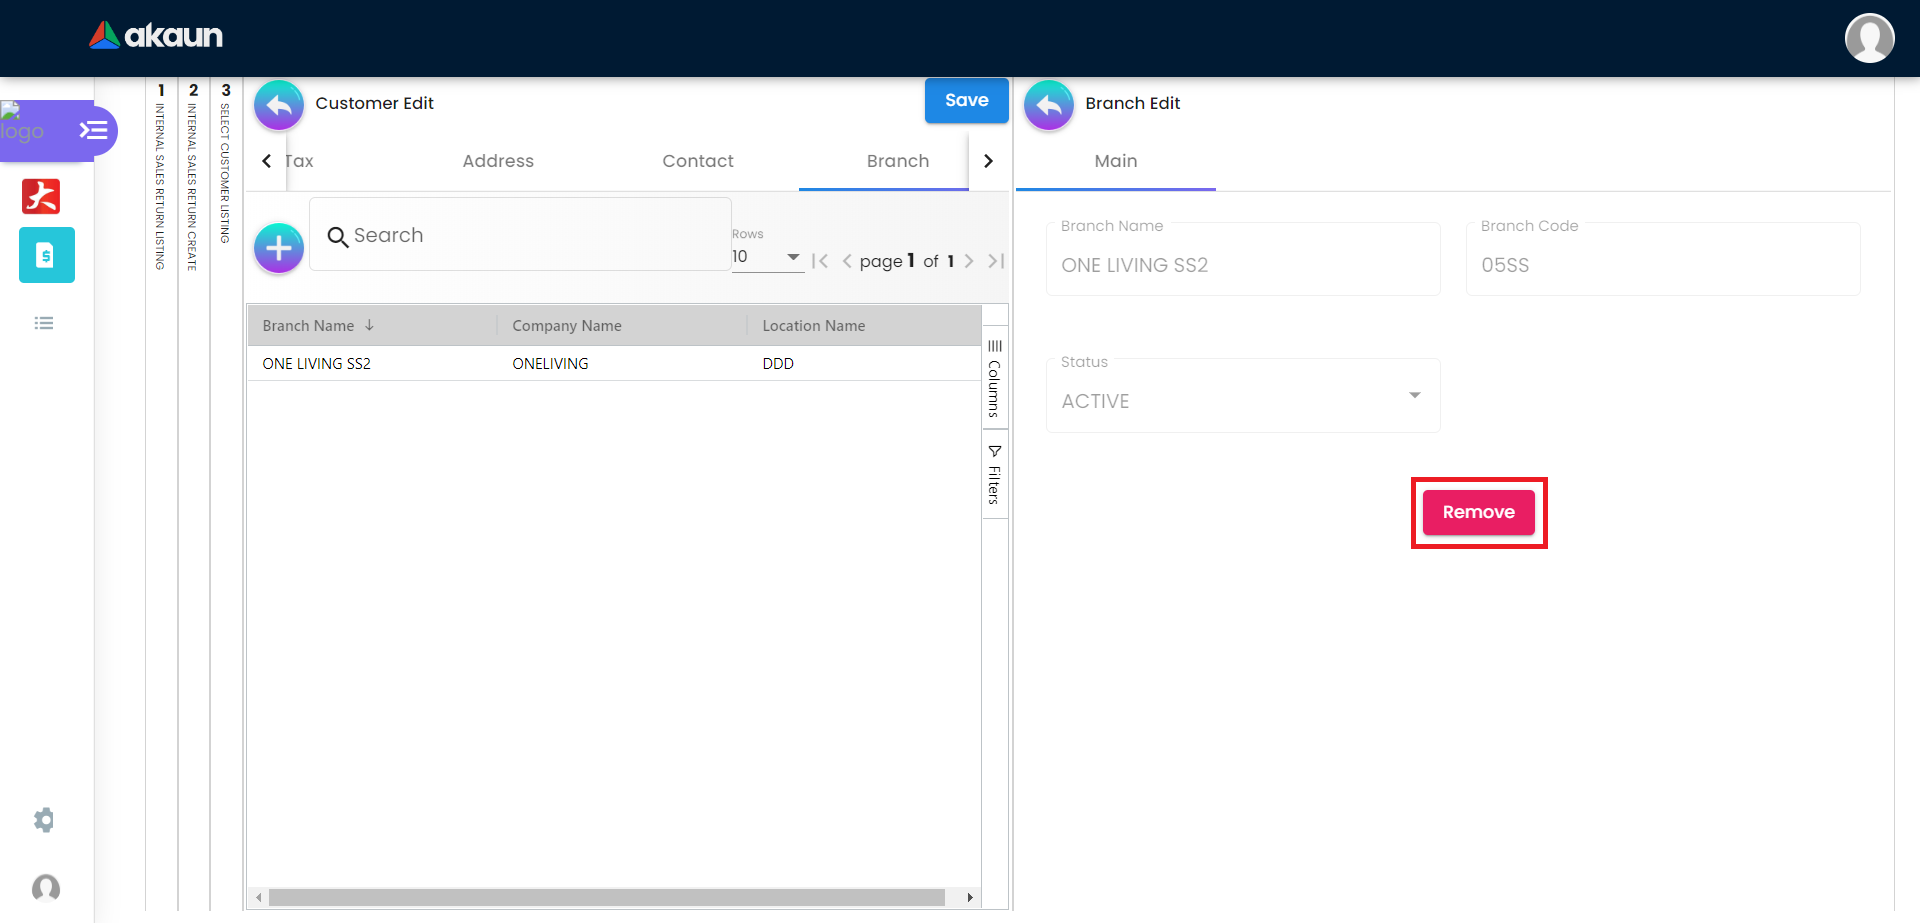 akaun
logo
1 INTERNAL SALES RETURN LISTING
2 INTERNAL SALES RETURN CREATE
3 SELECT CUSTOMER LISTING
Customer Edit
Save
Tax
Address
Contact
Branch
Search
Rows
10
page 1 of 1
Branch Name
Company Name
Location Name
ONE LIVING SS2
ONELIVING
DDD
Columns
Filters
Branch Edit
Main
Branch Name
ONE LIVING SS2
Branch Code
05SS
Status
ACTIVE
Remove